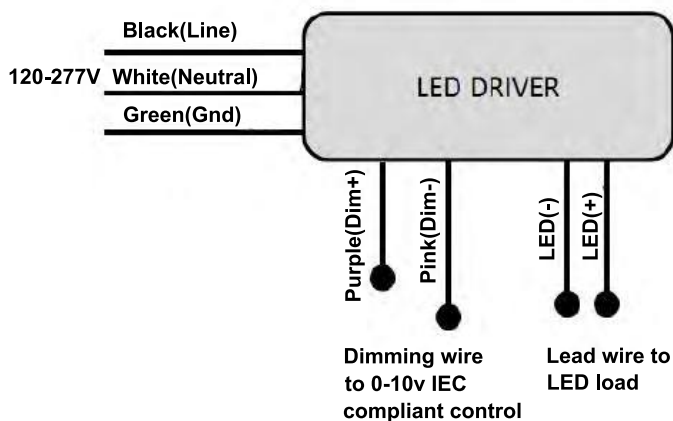 Black(Line)
120-277V White(Neutral)
Green(Gnd)
LED DRIVER
Purple(Dim+)
Pink(Dim-)
LED(-)
LED(+)
Dimming wire
to 0-10v IEC
compliant control
Lead wire to
LED load